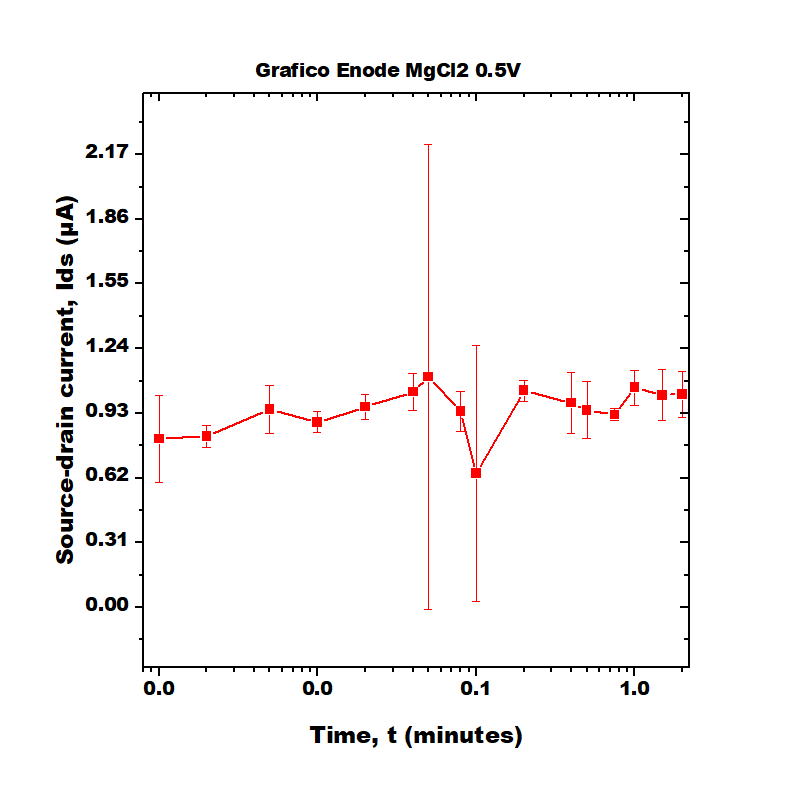 Grafico Enode MgCl2 0.5V
2.17
1.86
1.55
1.24
0.93
0.62
0.31
0.00
Source-drain current, Ids (µA)
0.0 0.0 0.1 1.0
Time, t (minutes)